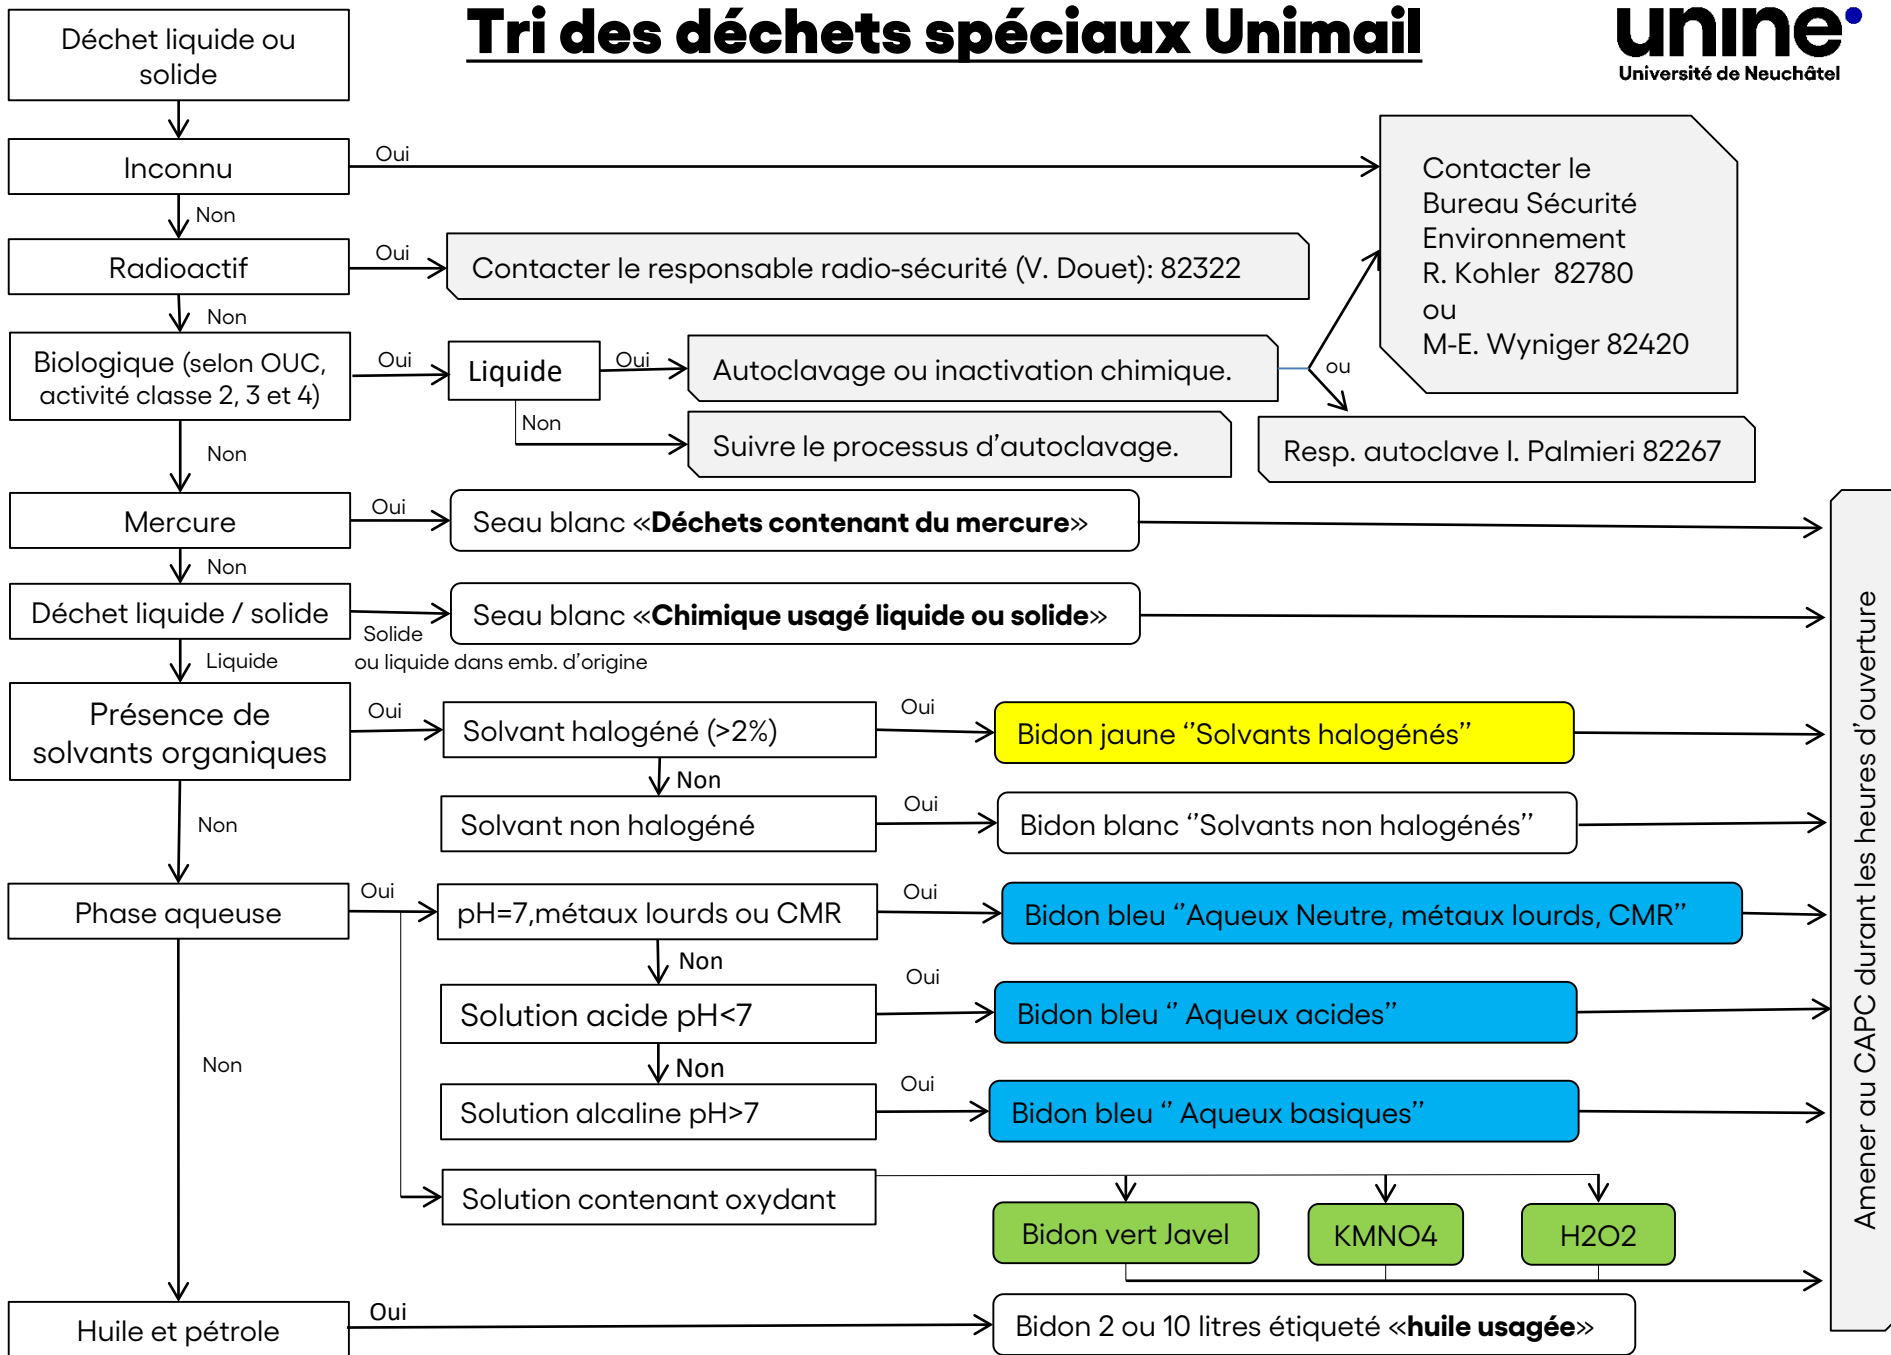 Tri des déchets spéciaux Unimail
unine
Université de Neuchâtel
Déchet liquide ou
solide
Inconnu
Oui
Contacter le
Bureau Sécurité
Environnement
R. Kohler 82780
ou
M-E. Wyniger 82420
Non
Radioactif
Oui
Contacter le responsable radio-sécurité (V. Douet): 82322
Non
Biologique (selon OUC,
activité classe 2, 3 et 4)
Oui
Liquide
Oui
Autoclavage ou inactivation chimique.
ou
Non
Suivre le processus d'autoclavage.
Resp. autoclave I. Palmieri 82267
Non
Mercure
Oui
Seau blanc «Déchets contenant du mercure»
Non
Déchet liquide / solide
Solide
ou liquide dans emb. d'origine
Seau blanc «Chimique usagé liquide ou solide»
Liquide
Présence de
solvants organiques
Oui
Solvant halogéné (>2%)
Oui
Bidon jaune ‘‘Solvants halogénés’’
Non
Solvant non halogéné
Oui
Bidon blanc ‘‘Solvants non halogénés’’
Non
Phase aqueuse
Oui
pH=7,métaux lourds ou CMR
Oui
Bidon bleu ‘‘Aqueux Neutre, métaux lourds, CMR’’
Non
Solution acide pH<7
Oui
Bidon bleu ‘‘ Aqueux acides’’
Non
Solution alcaline pH>7
Oui
Bidon bleu ‘‘ Aqueux basiques’’
Non
Solution contenant oxydant
Bidon vert Javel
KMNO4
H2O2
Huile et pétrole
Oui
Bidon 2 ou 10 litres étiqueté «huile usagée»
Amener au CAPC durant les heures d'ouverture